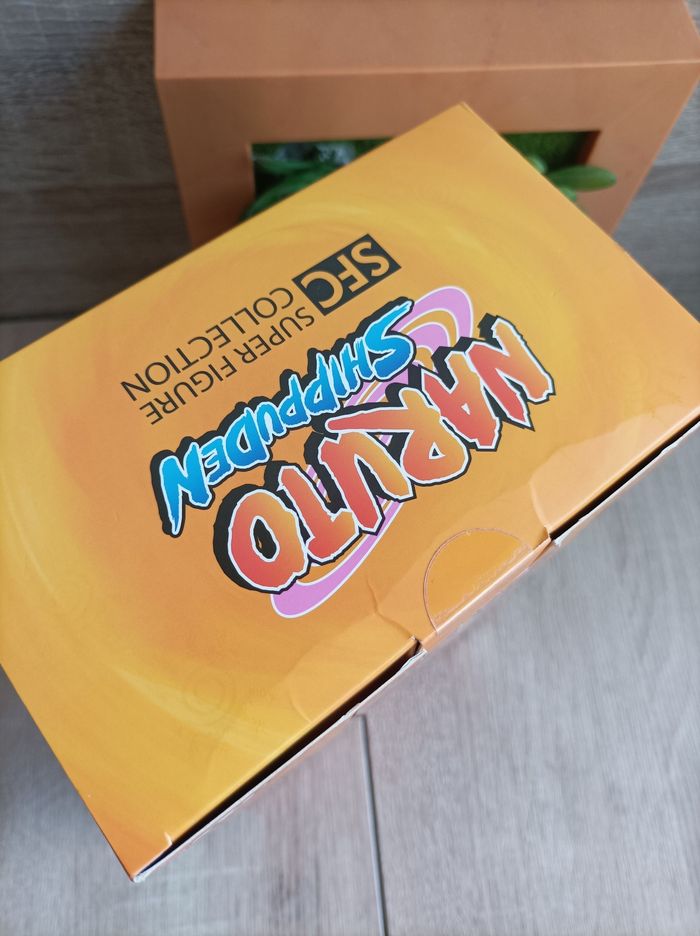 NARUTO
SHIPPUDEN
SFC SUPER FIGURE
COLLECTION